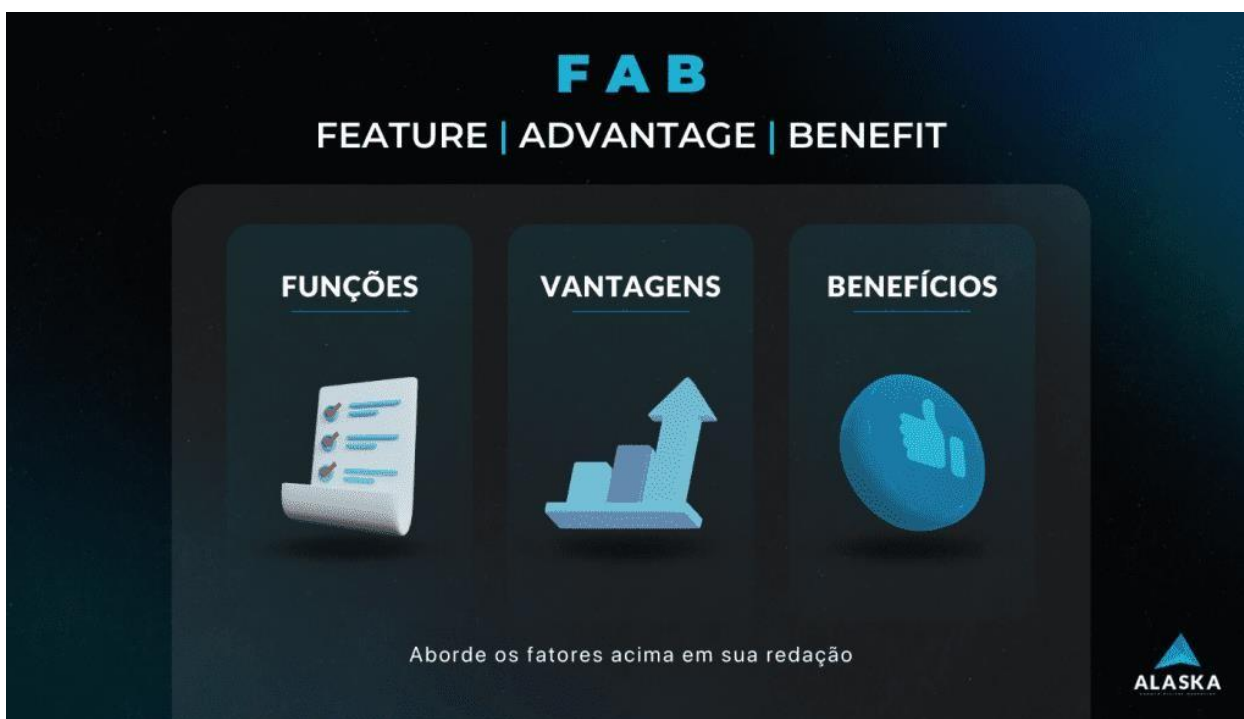 FAB
FEATURE | ADVANTAGE | BENEFIT
FUNÇÕES
VANTAGENS
BENEFÍCIOS
Aborde os fatores acima em sua redação
ALASKA